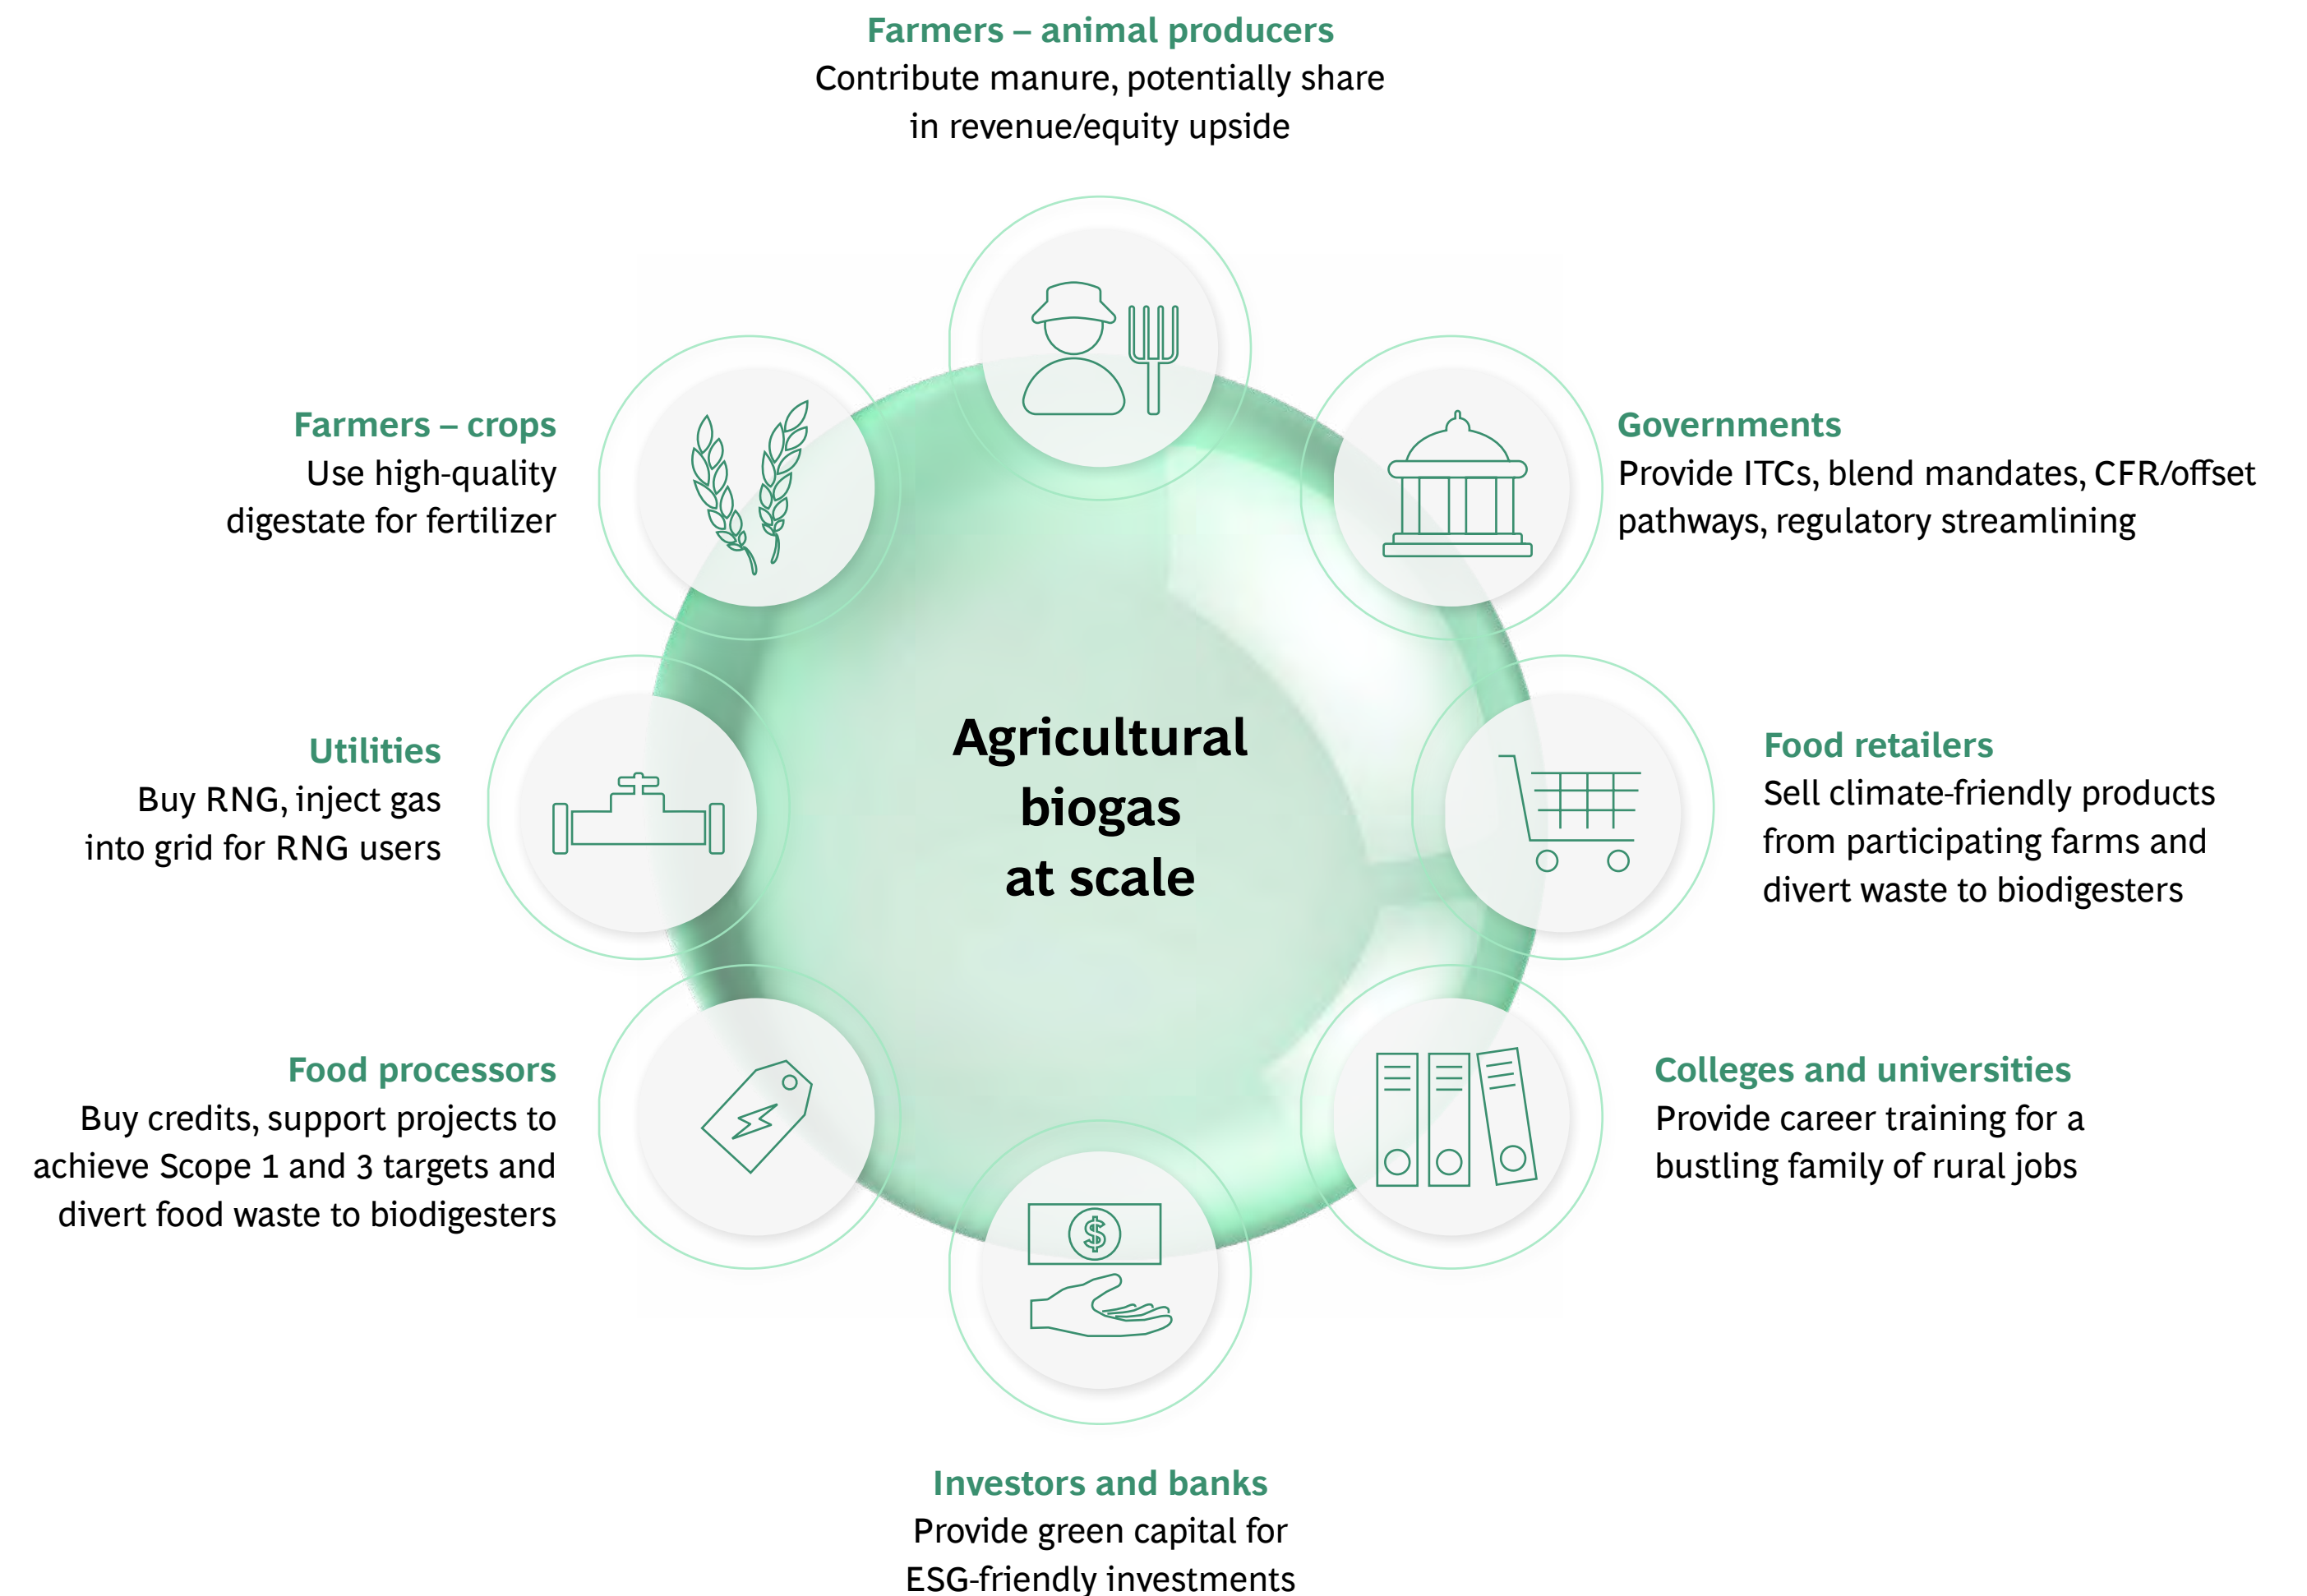 Farmers – animal producers
Contribute manure, potentially share
in revenue/equity upside
Governments
Provide ITCs, blend mandates, CFR/offset
pathways, regulatory streamlining
Food retailers
Sell climate-friendly products
from participating farms and
divert waste to biodigesters
Colleges and universities
Provide career training for a
bustling family of rural jobs
Investors and banks
Provide green capital for
ESG-friendly investments
Food processors
Buy credits, support projects to
achieve Scope 1 and 3 targets and
divert food waste to biodigesters
Utilities
Buy RNG, inject gas
into grid for RNG users
Farmers – crops
Use high-quality
digestate for fertilizer
Agricultural
biogas
at scale
$